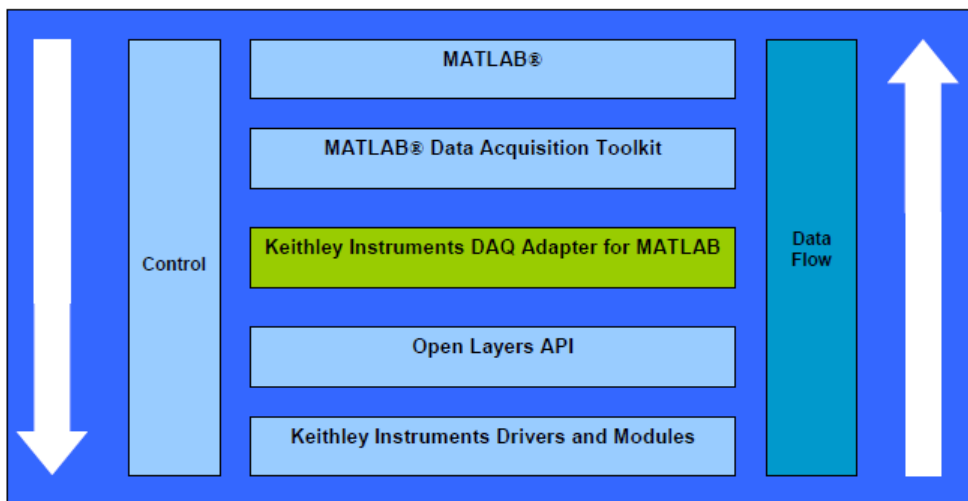 MATLAB®
MATLAB® Data Acquisition Toolkit
Keithley Instruments DAQ Adapter for MATLAB
Control
Data
Flow
Open Layers API
Keithley Instruments Drivers and Modules